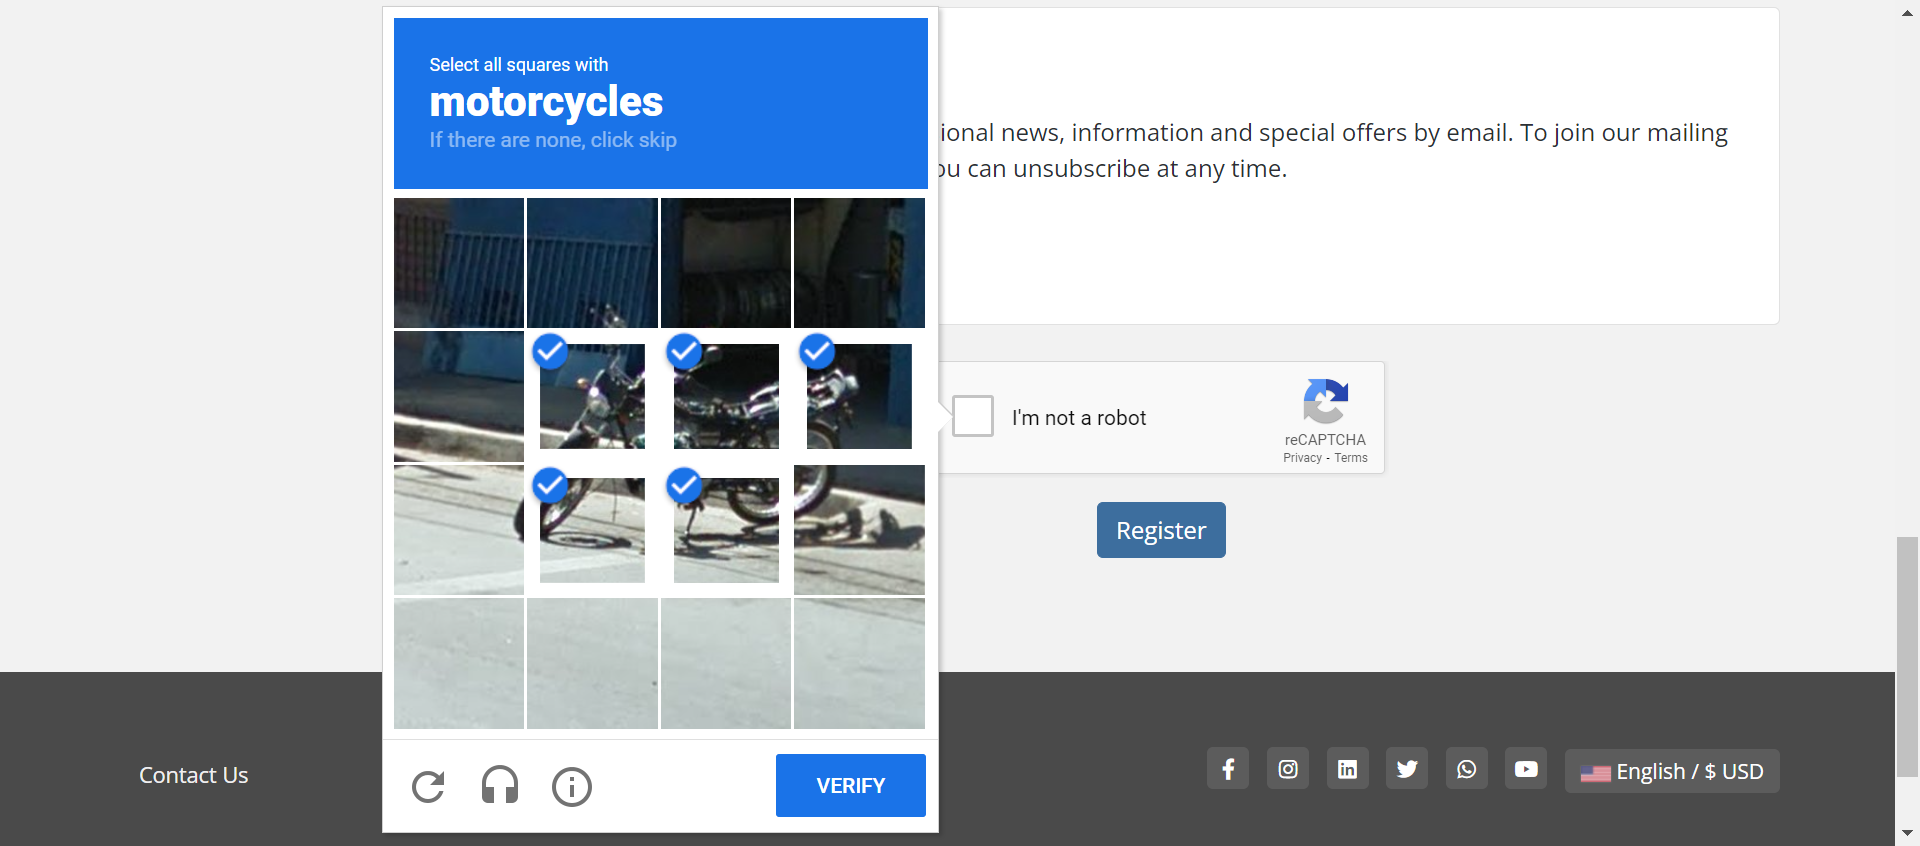 Select all squares with
motorcycles
If there are none, click skip
ional news, information and special offers by email. To join our mailing
ou can unsubscribe at any time.
I'm not a robot
reCAPTCHA
Privacy - Terms
Register
VERIFY
Contact Us
English / $ USD